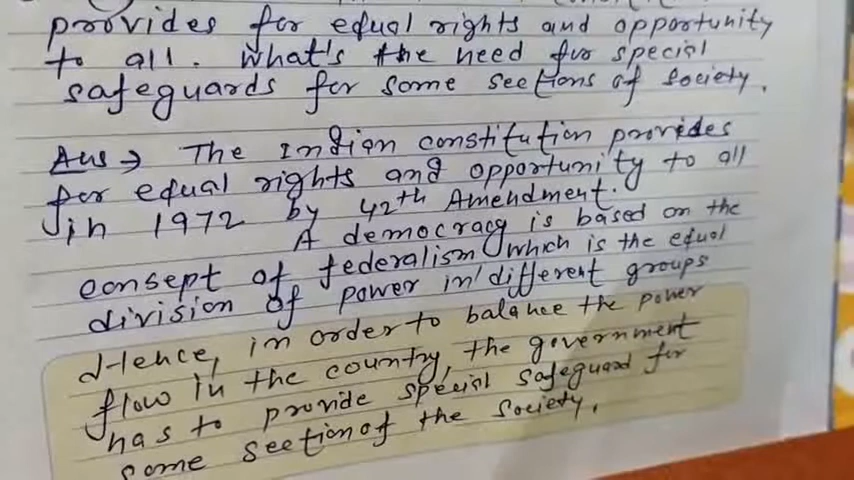 provides for equal rights and opportunity
to all. What's the need for special
safeguards for some sections of society.
Ans → The Indian constitution provides
for equal rights and opportunity to all
in 1972 by 42th Amendment.
A democracy is based on the
consept of federalism which is the equal
division of power in different groups
Hence, in order to balance the power
flow in the country, the government
has to provide special safeguard for
some section of the society.